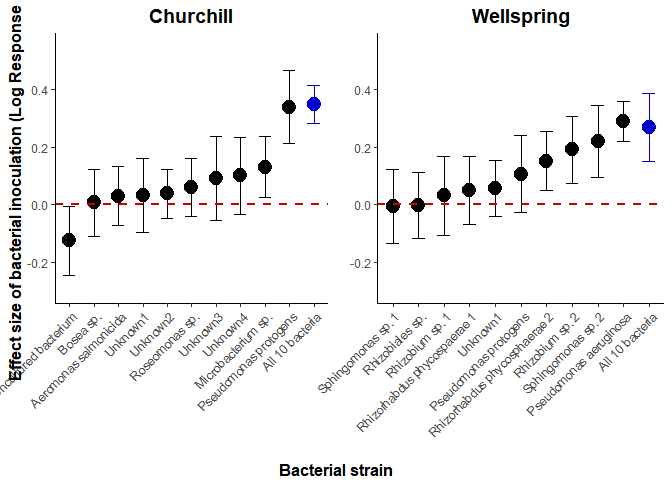 Churchill
Wellspring
Effect size of bacterial inoculation (Log Response
0.4
0.2
0.0
-0.2
0.4
0.2
0.0
-0.2
bacterium
Bosea sp.
Aeromonas salmonicida
Unknown1
Unknown2
Roseomonas sp.
Unknown3
Unknown4
Microbacterium sp.
Pseudomonas protogens
All 10 bacteria
Sphingomonas sp. 1
Rhizobiales sp.
Rhizobium sp. 1
Rhizorhabdus phycospaerae 1
Unknown1
Pseudomonas protogens
Rhizorhabdus phycosphaerae 2
Rhizobium sp. 2
Sphingomonas sp. 2
Pseudomonas aeruginosa
All 10 bacteria
Bacterial strain